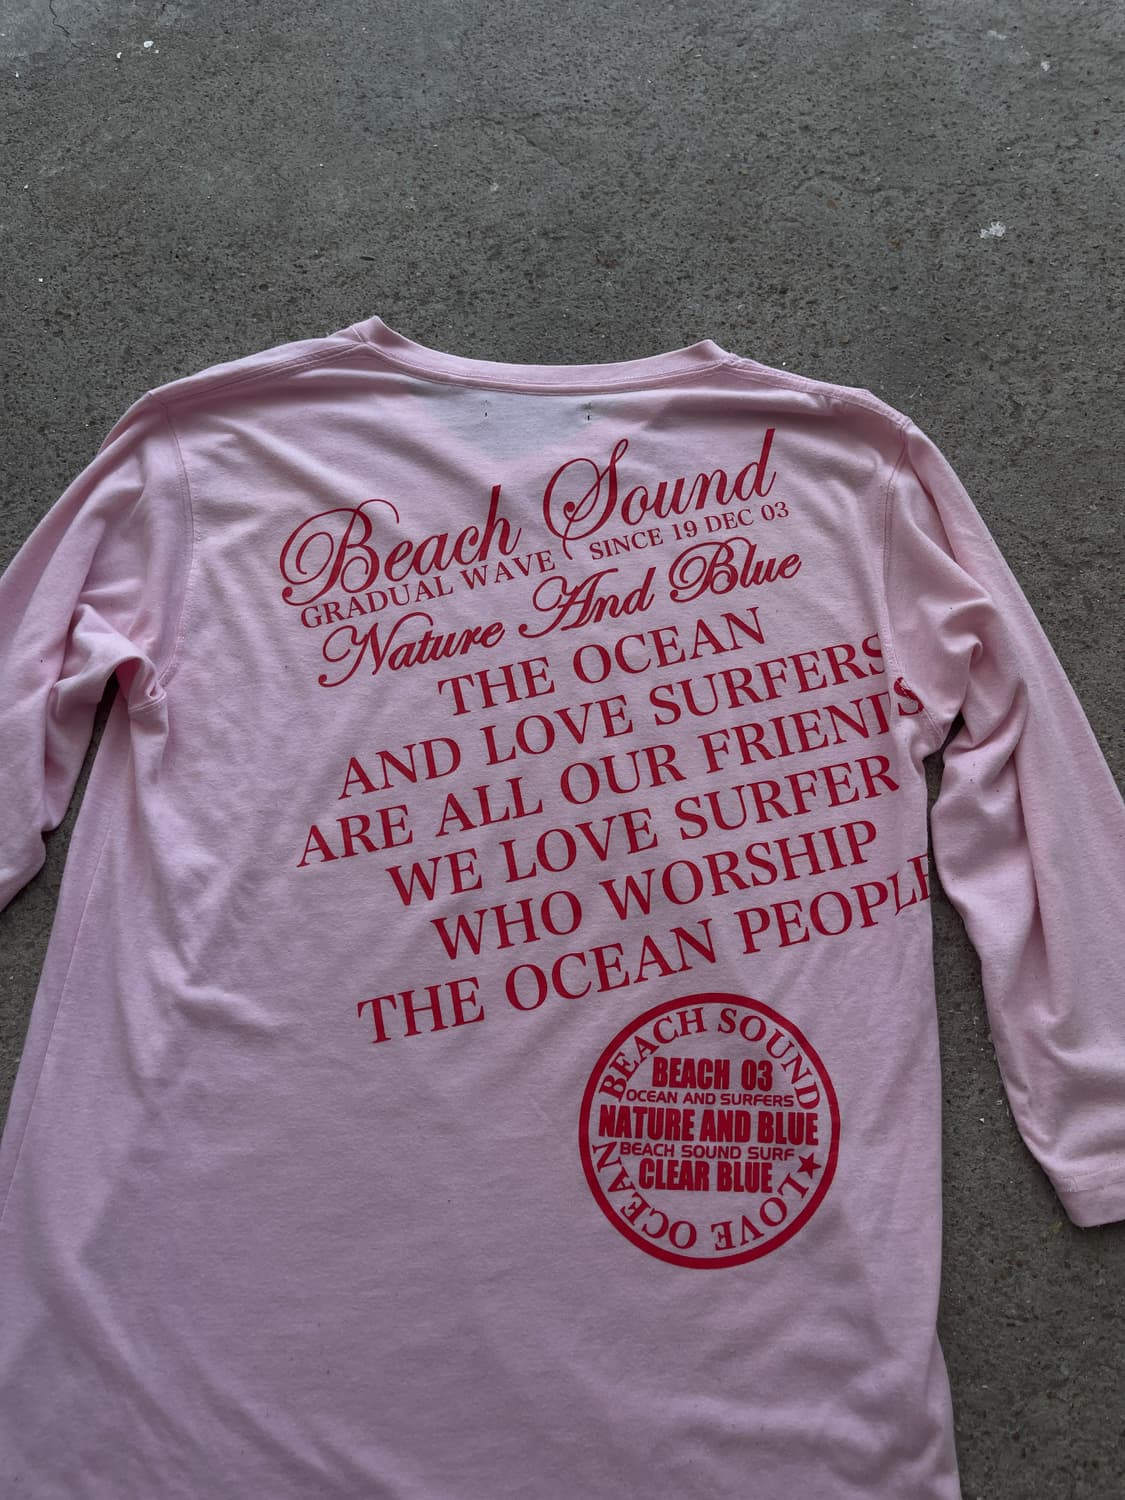 Beach Sound
GRADUAL WAVE SINCE 19 DEC 03
Nature And Blue
THE OCEAN
AND LOVE SURFERS
ARE ALL OUR FRIENDS
WE LOVE SURFER
WHO WORSHIP
THE OCEAN PEOPLE
BEACH SOUND
BEACH 03
OCEAN AND SURFERS
NATURE AND BLUE
BEACH SOUND SURF
CLEAR BLUE
★LOVE OCEAN